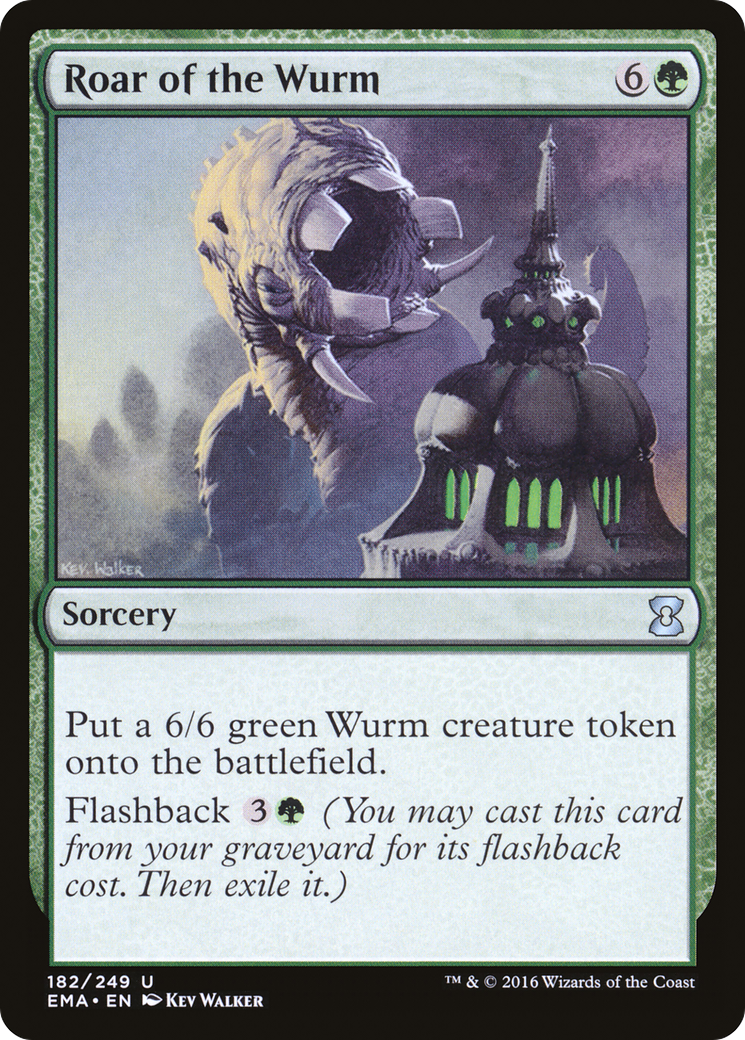 Roar of the Wurm 6
KEV. WALKER
Sorcery
Put a 6/6 green Wurm creature token
onto the battlefield.
Flashback 3 (You may cast this card
from your graveyard for its flashback
cost. Then exile it.)
182/249 U
™ & © 2016 Wizards of the Coast
EMA • EN Kev Walker